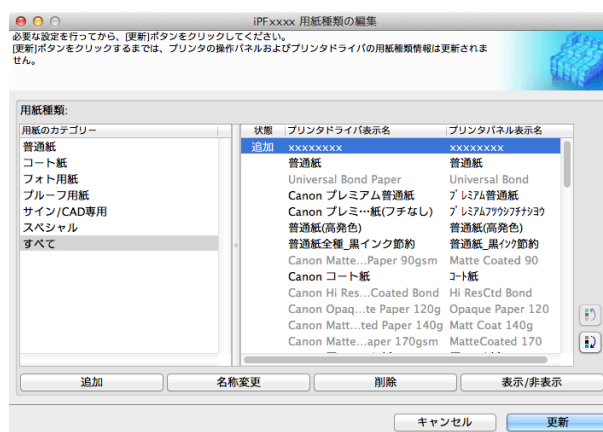 iPFxxxx 用紙種類の編集
必要な設定を行ってから、[更新]ボタンをクリックしてください。
[更新]ボタンをクリックするまでは、プリンタの操作パネルおよびプリンタドライバの用紙種類情報は更新されま
せん。
用紙種類:
用紙のカテゴリー
普通紙
コート紙
フォト用紙
プルーフ用紙
サイン/CAD専用
スペシャル
すべて
状態 プリンタドライバ表示名 プリンタパネル表示名
追加 xxxxxxxx xxxxxxxx
普通紙 普通紙
Universal Bond Paper Universal Bond
Canon プレミアム普通紙 プレミアム普通紙
Canon プレミ…紙(フチなし) プレミアムフツウシフチナシヨウ
普通紙(高発色) 普通紙(高発色)
普通紙全種_黒インク節約 普通紙_黒インク節約
Canon Matte...Paper 90gsm Matte Coated 90
Canon コート紙 コート紙
Canon Hi Res...Coated Bond Hi ResCtd Bond
Canon Opaq...te Paper 120g Opaque Paper 120
Canon Matt...ted Paper 140g Matt Coat 140g
Canon Matte...aper 170gsm MatteCoated 170
追加 名称変更 削除 表示/非表示
キャンセル 更新